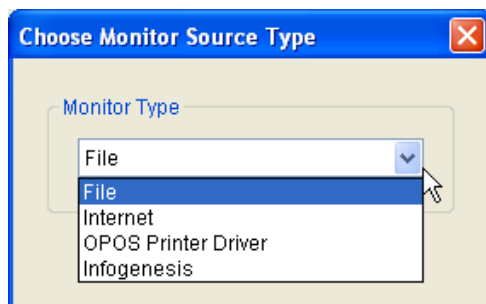 Choose Monitor Source Type
Monitor Type
File
File
Internet
OPOS Printer Driver
Infogenesis